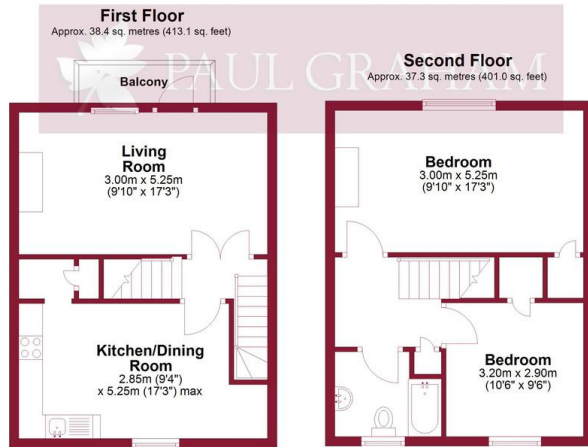 First Floor
Approx. 38.4 sq. metres (413.1 sq. feet)
PAUL GRAHAM
Balcony
Living
Room
3.00m x 5.25m
(9'10" x 17'3")
Kitchen/Dining
Room
2.85m (9'4")
x 5.25m (17'3") max
Second Floor
Approx. 37.3 sq. metres (401.0 sq. feet)
Bedroom
3.00m x 5.25m
(9'10" x 17'3")
Bedroom
3.20m x 2.90m
(10'6" x 9'6")